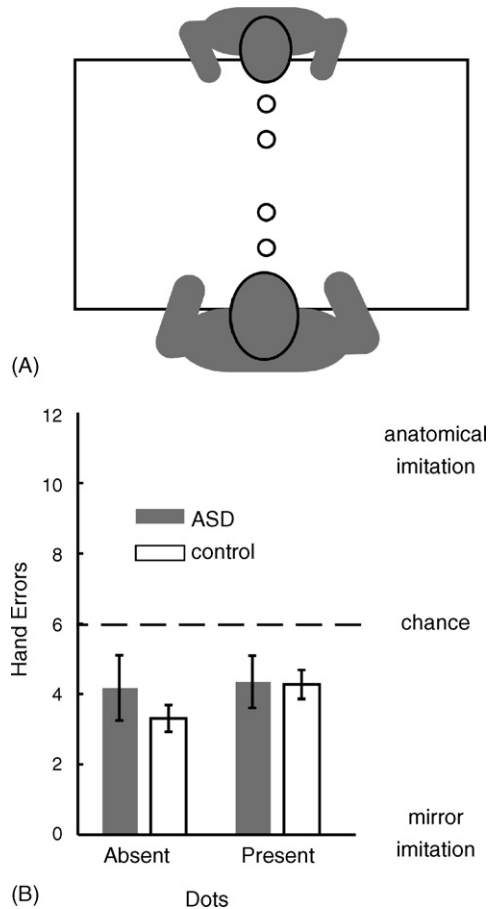 (A)
12
anatomical
imitation
10
ASD
8
control
Hand Errors
6
chance
4
2
mirror
0
Absent
Present
imitation
(B)
Dots